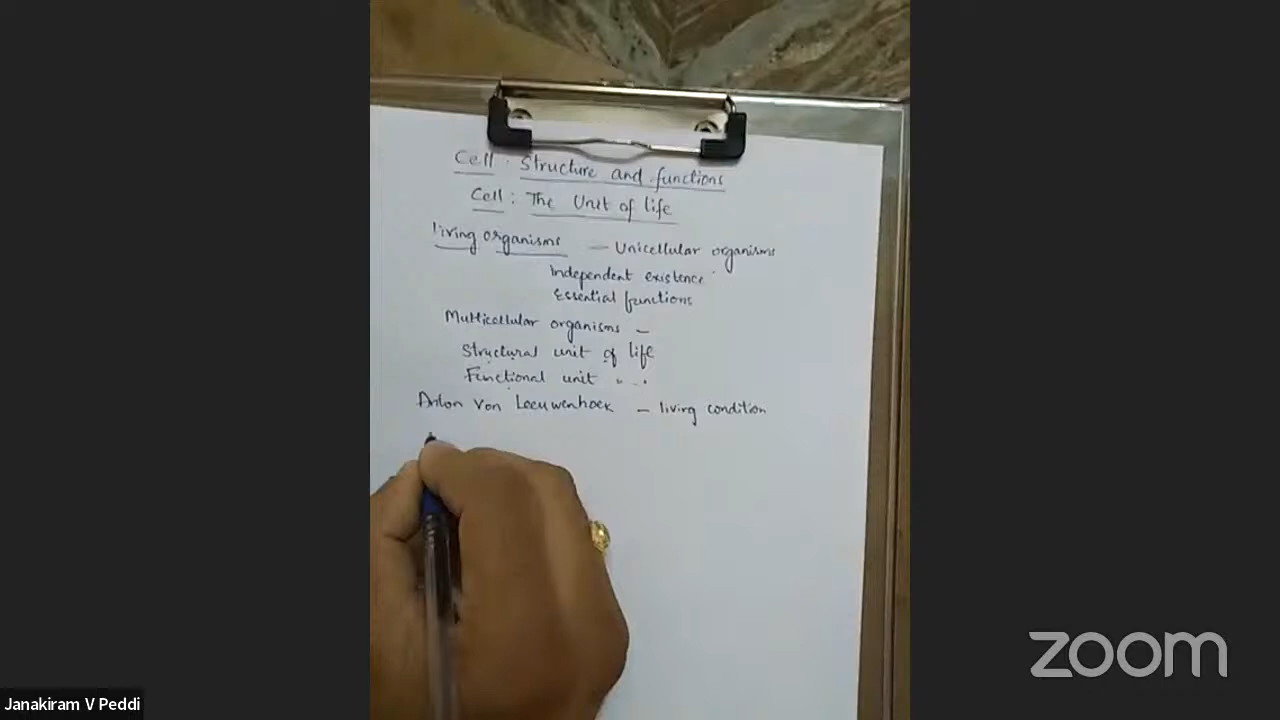 Cell : Structure and functions
Cell : The Unit of life
living organisms — Unicellular organisms
Independent existence
Essential functions
Multicellular organisms —
Structural unit of life
Functional unit " "
Anton Von Leeuwenhoek — living condition
zoom
Janakiram V Peddi